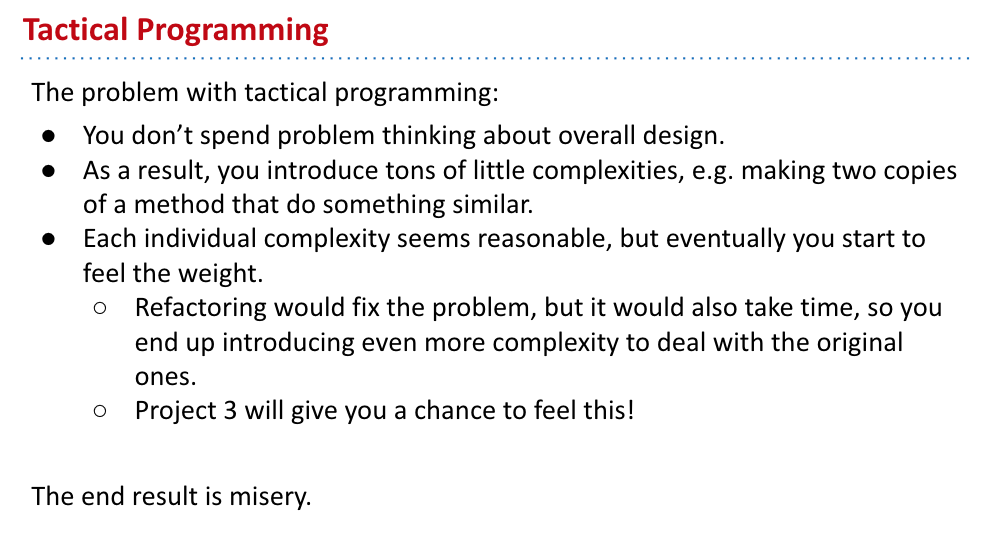 Tactical Programming
The problem with tactical programming:
● You don’t spend problem thinking about overall design.
● As a result, you introduce tons of little complexities, e.g. making two copies
of a method that do something similar.
● Each individual complexity seems reasonable, but eventually you start to
feel the weight.
○ Refactoring would fix the problem, but it would also take time, so you
end up introducing even more complexity to deal with the original
ones.
○ Project 3 will give you a chance to feel this!
The end result is misery.